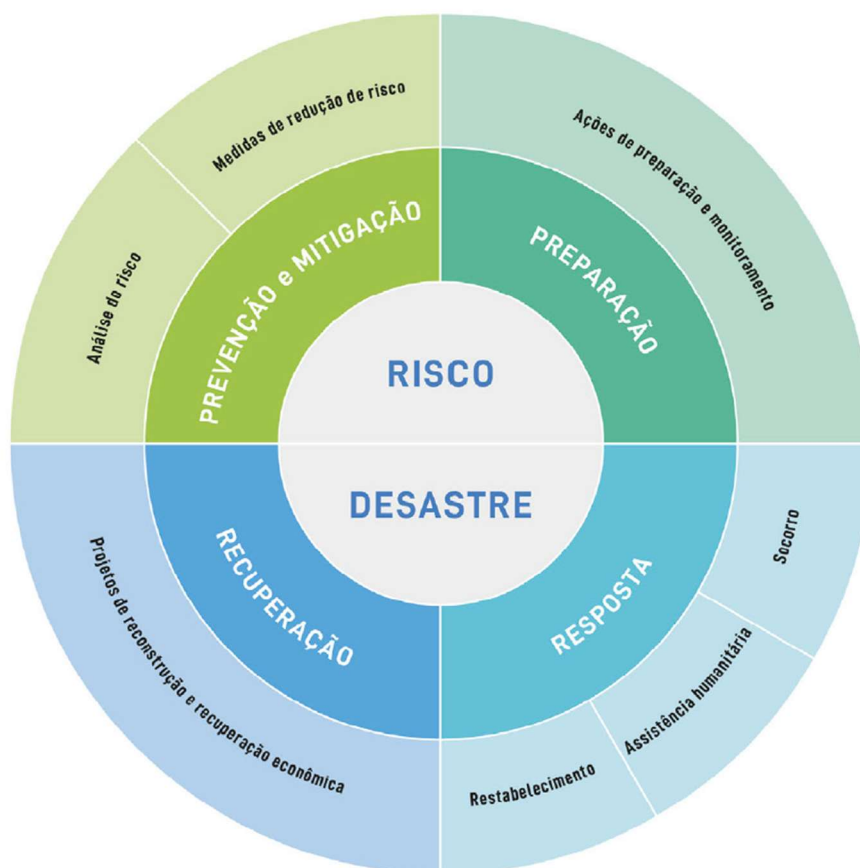 Medidas de redução de risco
Análise do risco
PREVENÇÃO e MITIGAÇÃO
Ações de preparação e monitoramento
PREPARAÇÃO
RISCO
DESASTRE
RECUPERAÇÃO
Projetos de reconstrução e recuperação econômica
RESPOSTA
Socorro
Assistência humanitária
Restabelecimento